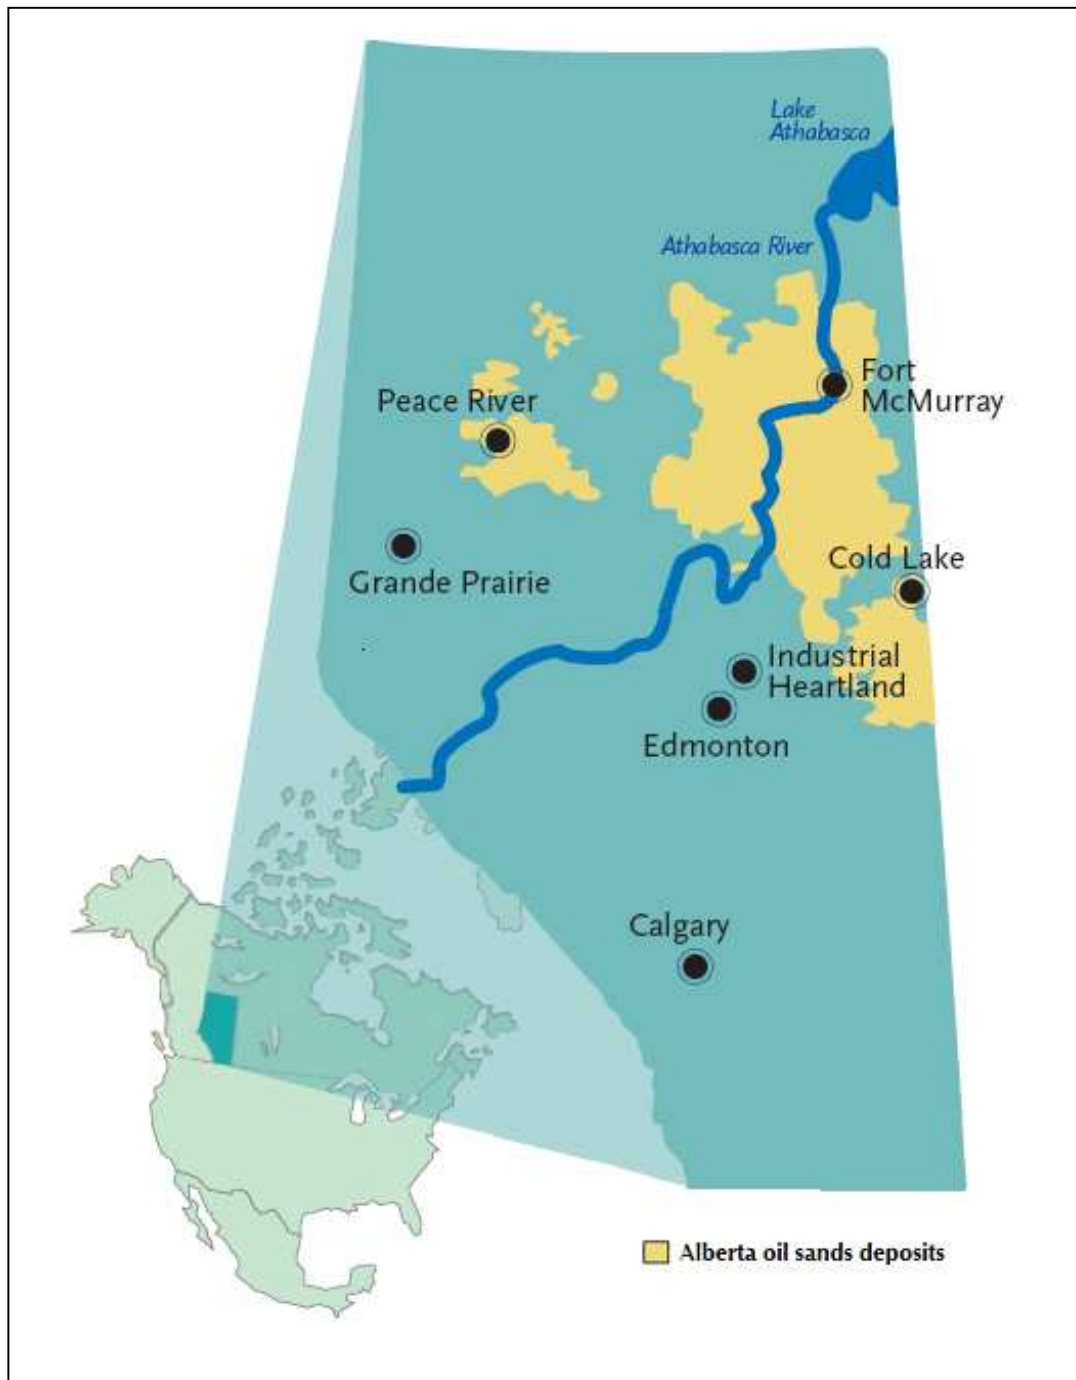 Lake
Athabasca
Athabasca River
Fort
McMurray
Peace River
Cold Lake
Grande Prairie
Industrial
Heartland
Edmonton
Calgary
Alberta oil sands deposits